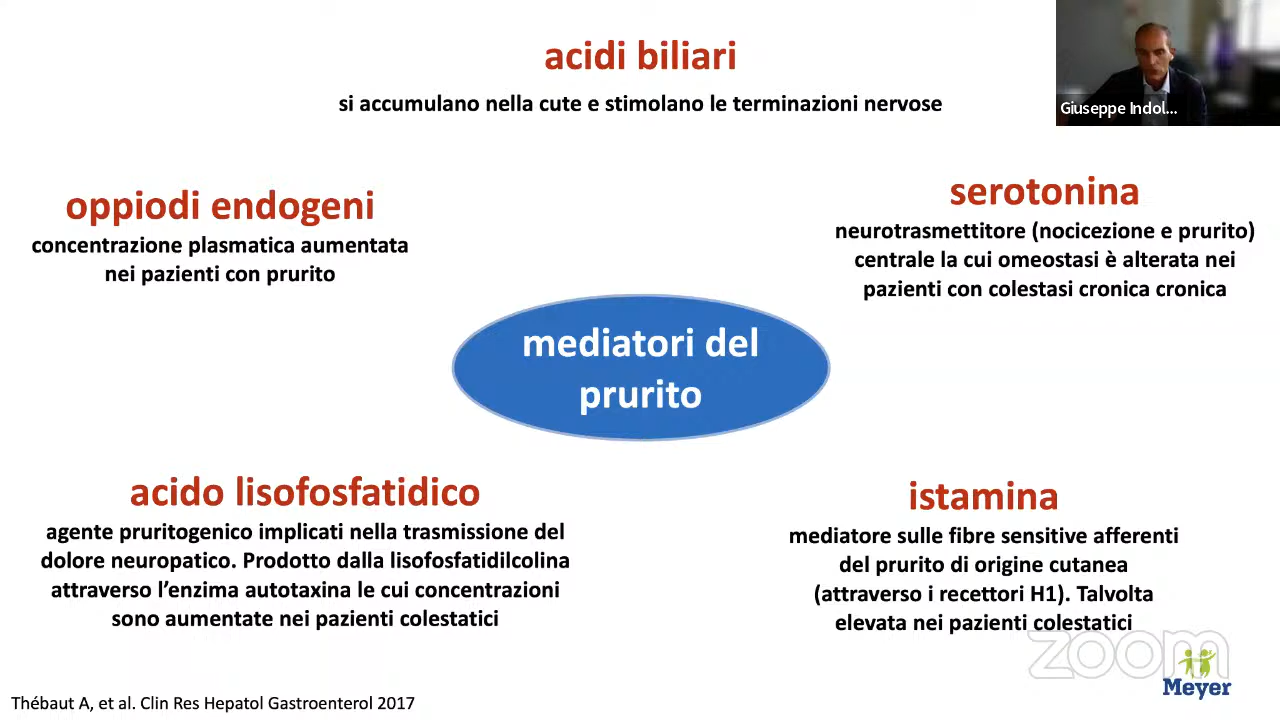 acidi biliari
si accumulano nella cute e stimolano le terminazioni nervose
Giuseppe Indol...
oppiodi endogeni
concentrazione plasmatica aumentata
nei pazienti con prurito
serotonina
neurotrasmettitore (nocicezione e prurito)
centrale la cui omeostasi è alterata nei
pazienti con colestasi cronica cronica
mediatori del
prurito
acido lisofosfatidico
agente pruritogenico implicati nella trasmissione del
dolore neuropatico. Prodotto dalla lisofosfatidilcolina
attraverso l’enzima autotaxina le cui concentrazioni
sono aumentate nei pazienti colestatici
istamina
mediatore sulle fibre sensitive afferenti
del prurito di origine cutanea
(attraverso i recettori H1). Talvolta
elevata nei pazienti colestatici
zoom
Meyer
Thébaut A, et al. Clin Res Hepatol Gastroenterol 2017